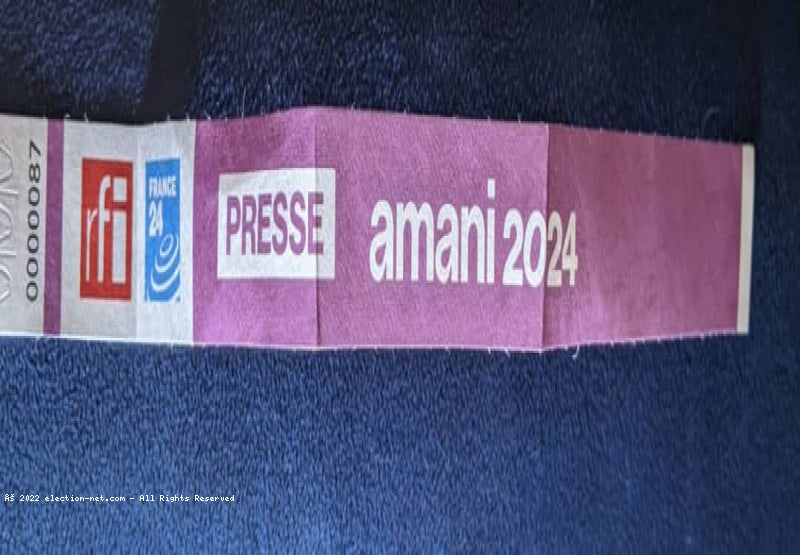 0000087
rfi
FRANCE
24
PRESSE
amani 2024
Â$ 2022 election-net.com - All Rights Reserved